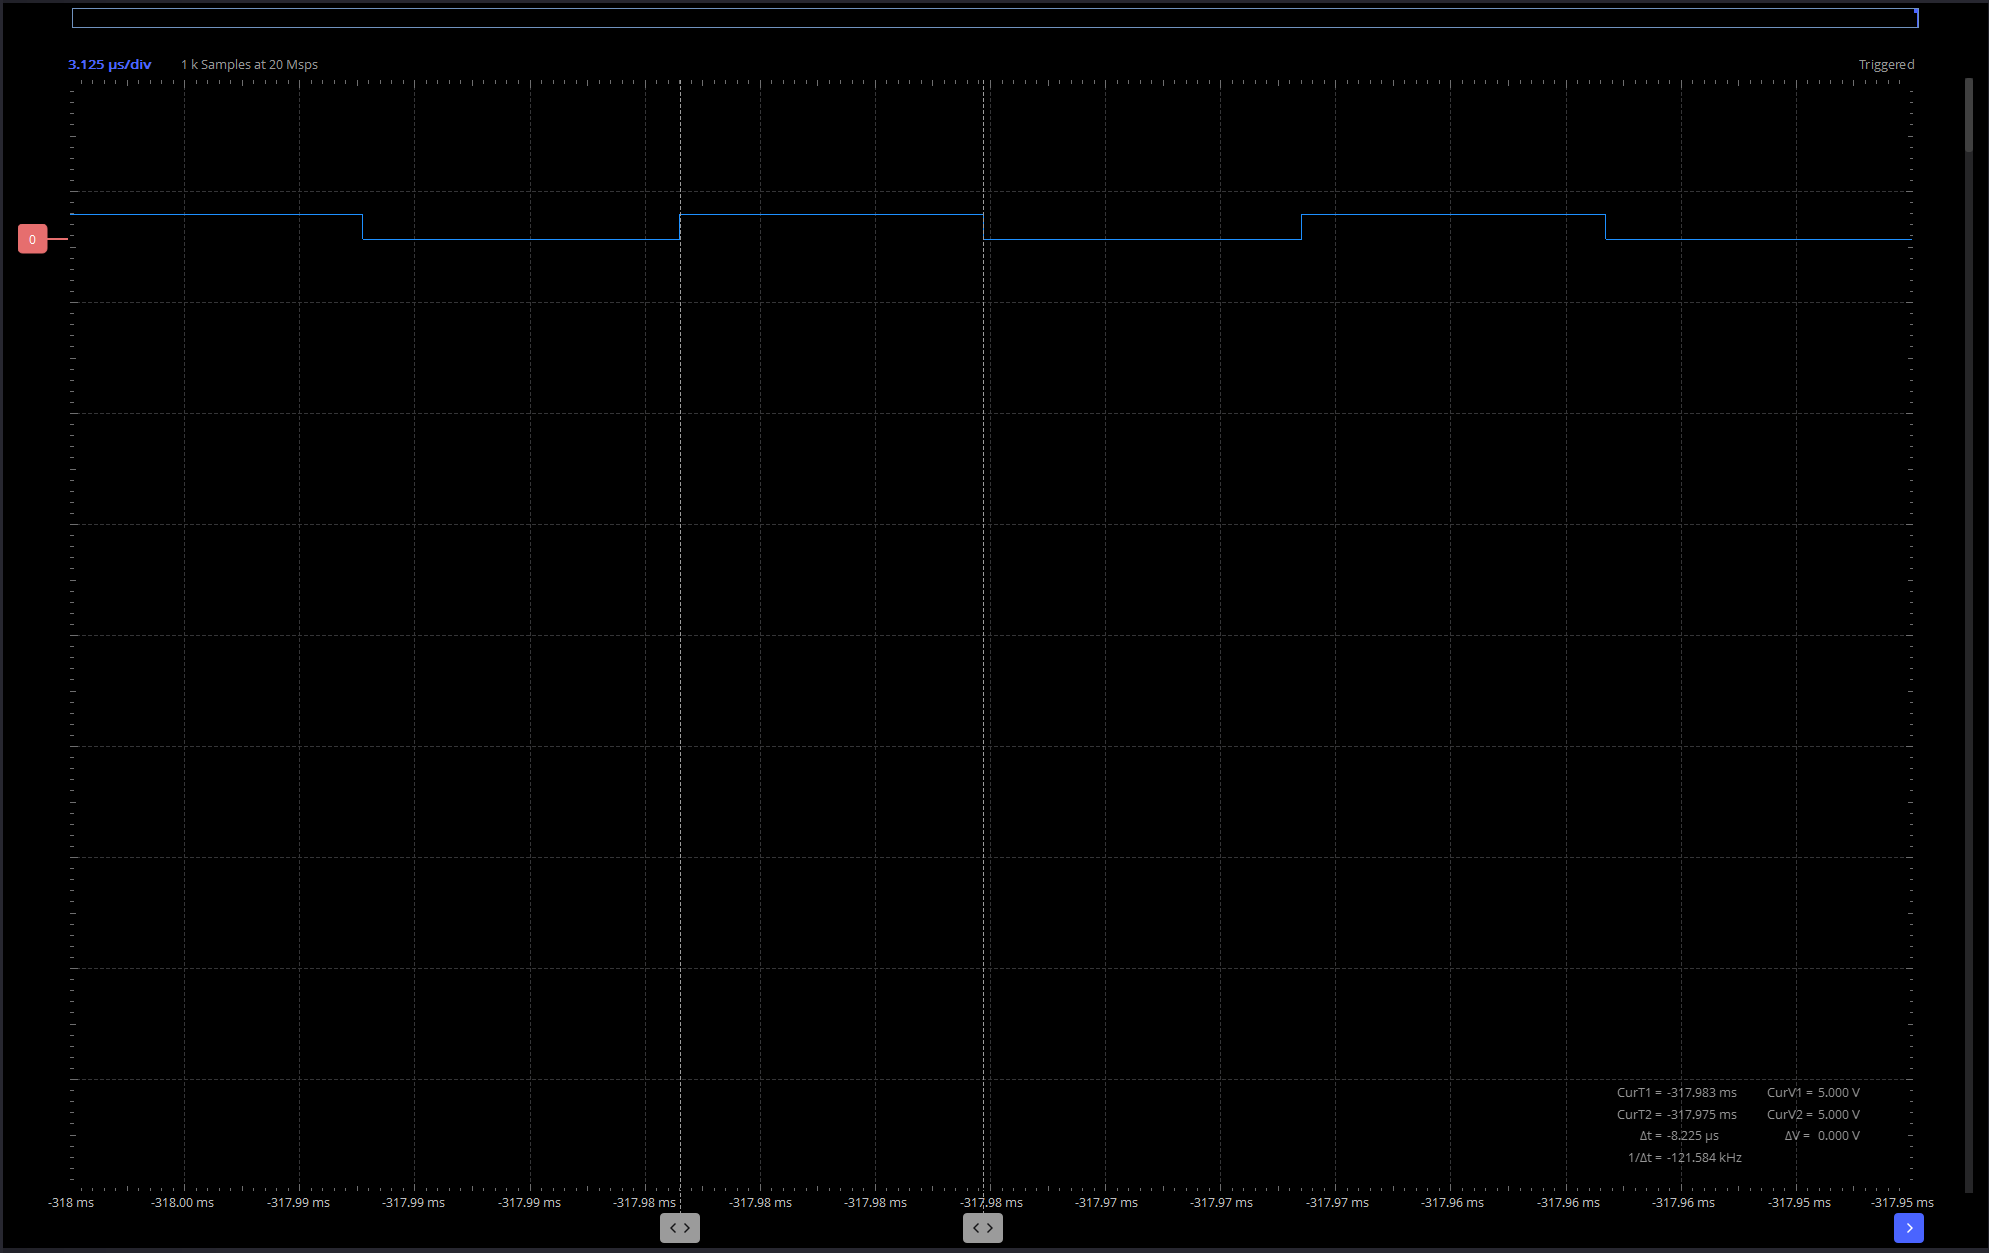 3.125 µs/div 1 k Samples at 20 Msps Triggered
0
CurT1 = -317.983 ms CurV1 = 5.000 V
CurT2 = -317.975 ms CurV2 = 5.000 V
Δt = -8.225 µs ΔV = 0.000 V
1/Δt = -121.584 kHz
-318 ms -318.00 ms -317.99 ms -317.99 ms -317.99 ms -317.98 ms -317.98 ms -317.98 ms -317.98 ms -317.97 ms -317.97 ms -317.97 ms -317.96 ms -317.96 ms -317.96 ms -317.95 ms -317.95 ms